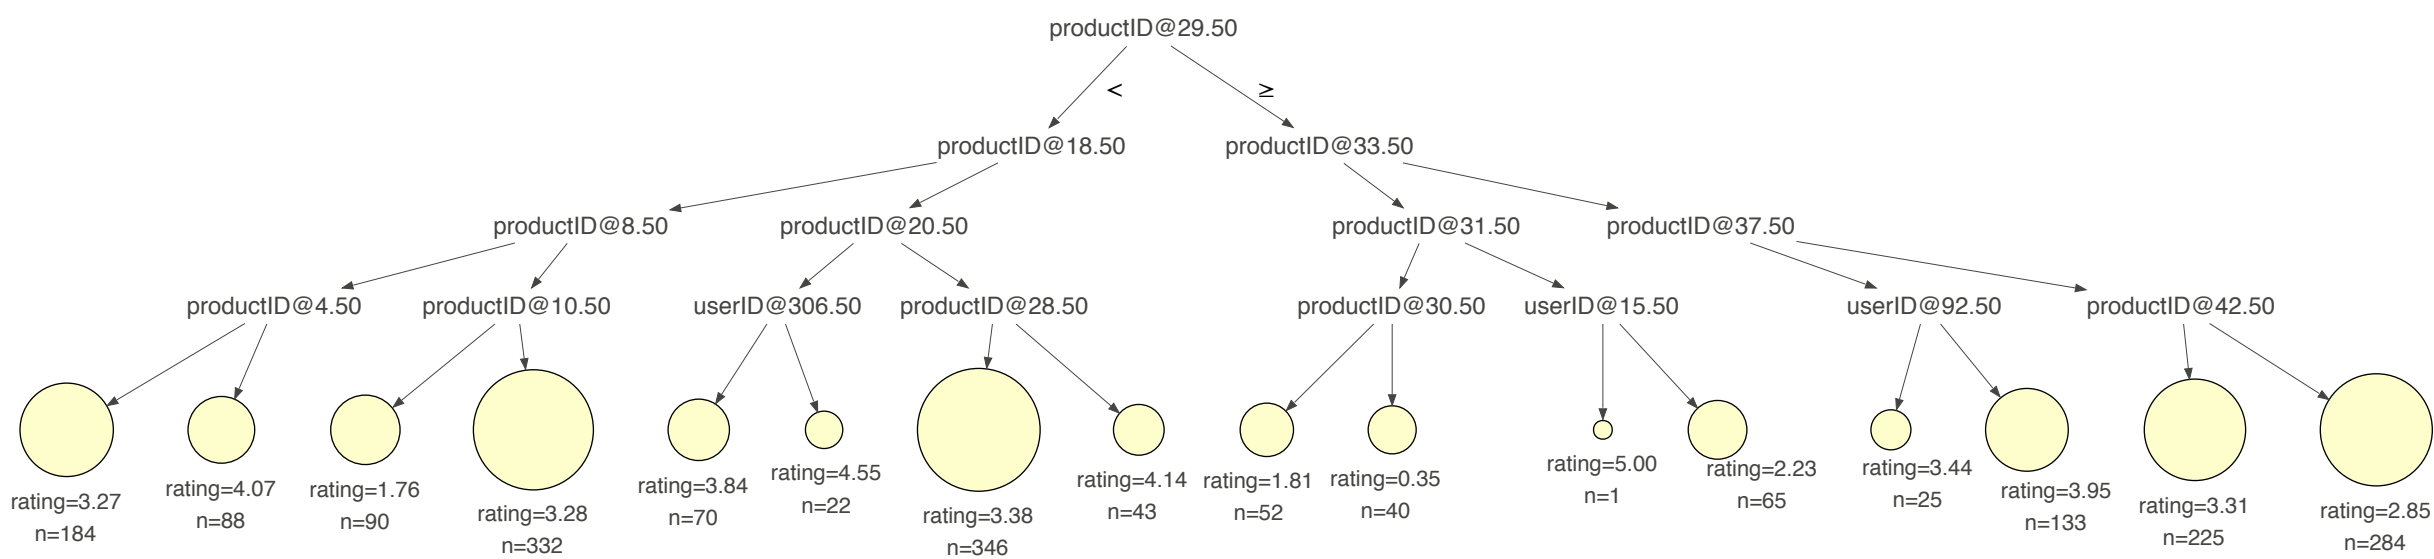 productID@29.50
< ≥
productID@18.50 productID@33.50
productID@8.50 productID@20.50 productID@31.50 productID@37.50
productID@4.50 productID@10.50 userID@306.50 productID@28.50 productID@30.50 userID@15.50 userID@92.50 productID@42.50
rating=3.27
n=184
rating=4.07
n=88
rating=1.76
n=90
rating=3.28
n=332
rating=3.84
n=70
rating=4.55
n=22
rating=3.38
n=346
rating=4.14
n=43
rating=1.81
n=52
rating=0.35
n=40
rating=5.00
n=1
rating=2.23
n=65
rating=3.44
n=25
rating=3.95
n=133
rating=3.31
n=225
rating=2.85
n=284